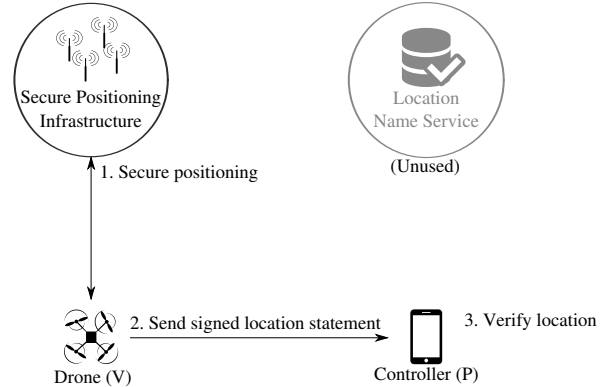 Secure Positioning
Infrastructure
Location
Name Service
(Unused)
1. Secure positioning
2. Send signed location statement
3. Verify location
Drone (V)
Controller (P)